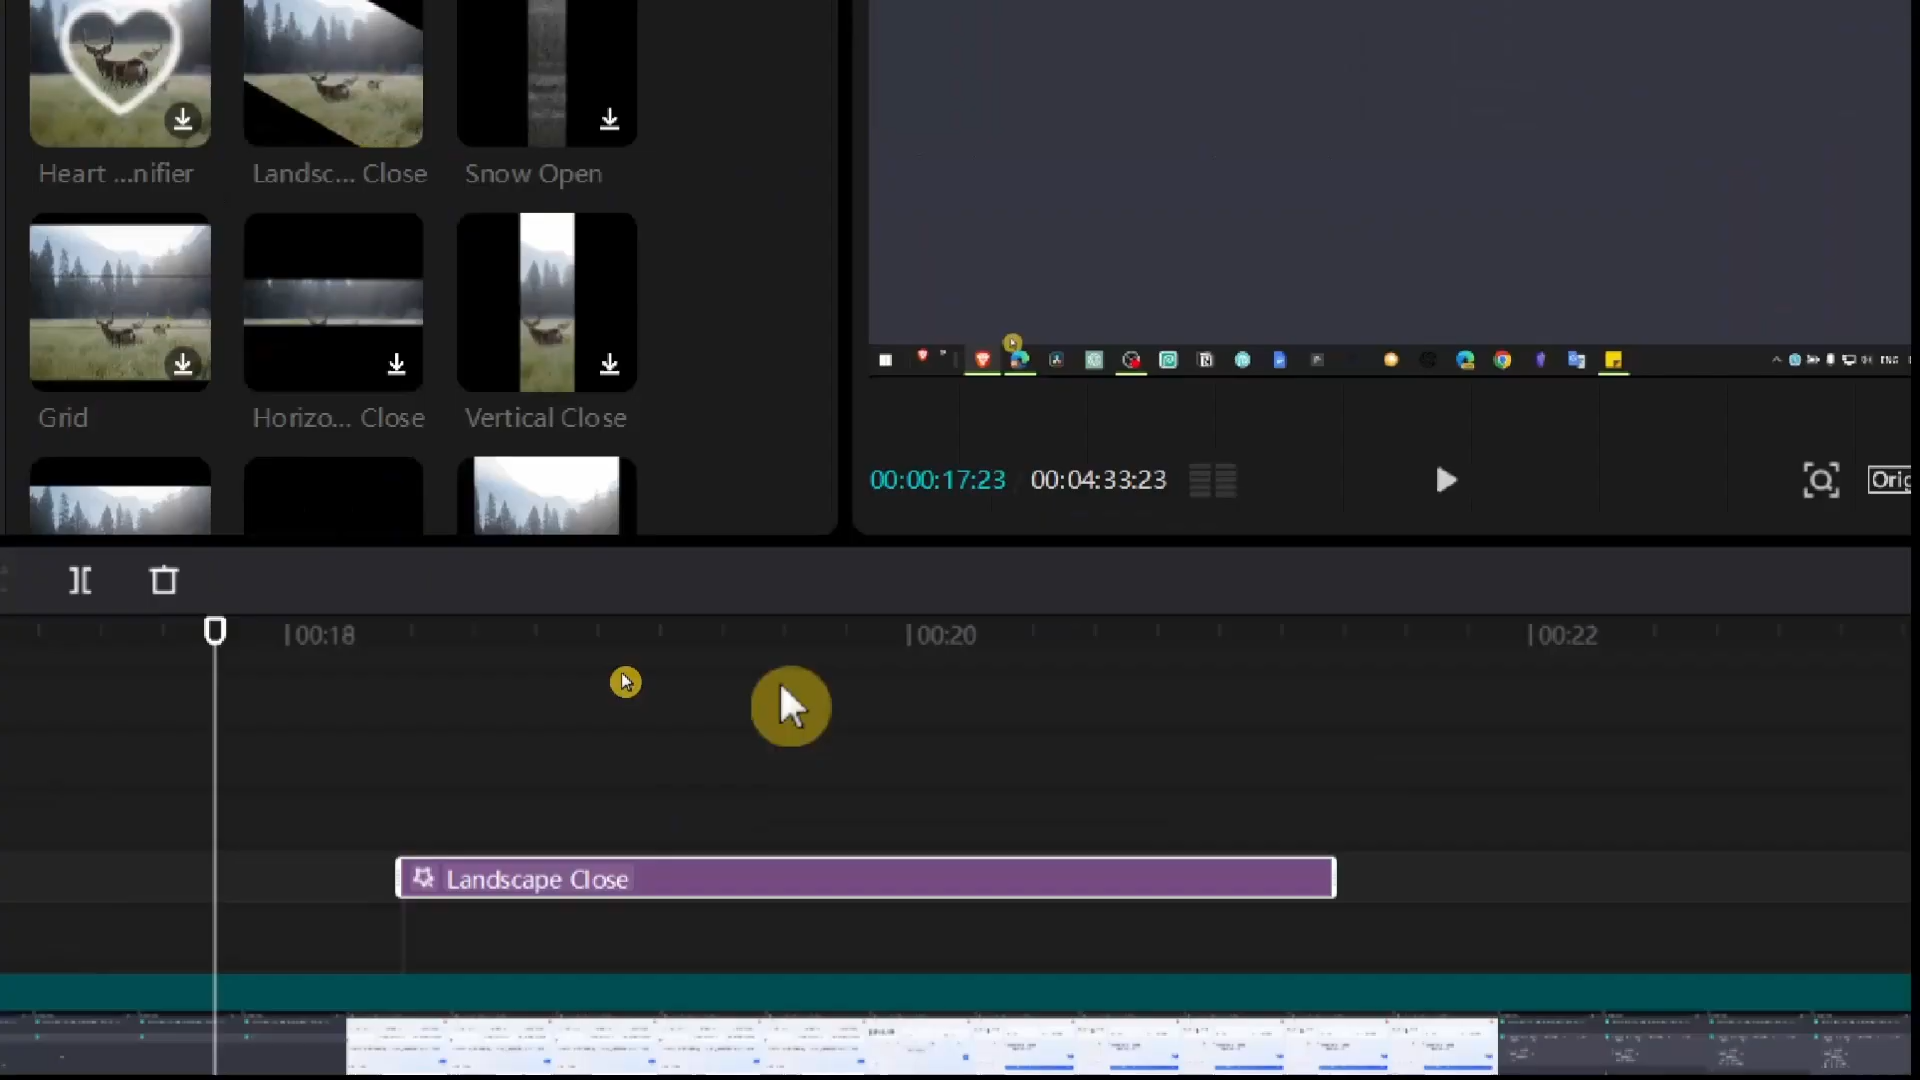 Heart ...nifier
Landsc... Close
Snow Open
Grid
Horizo... Close
Vertical Close
ENG
00:00:17:23
00:04:33:23
Orig
00:18
00:20
00:22
Landscape Close